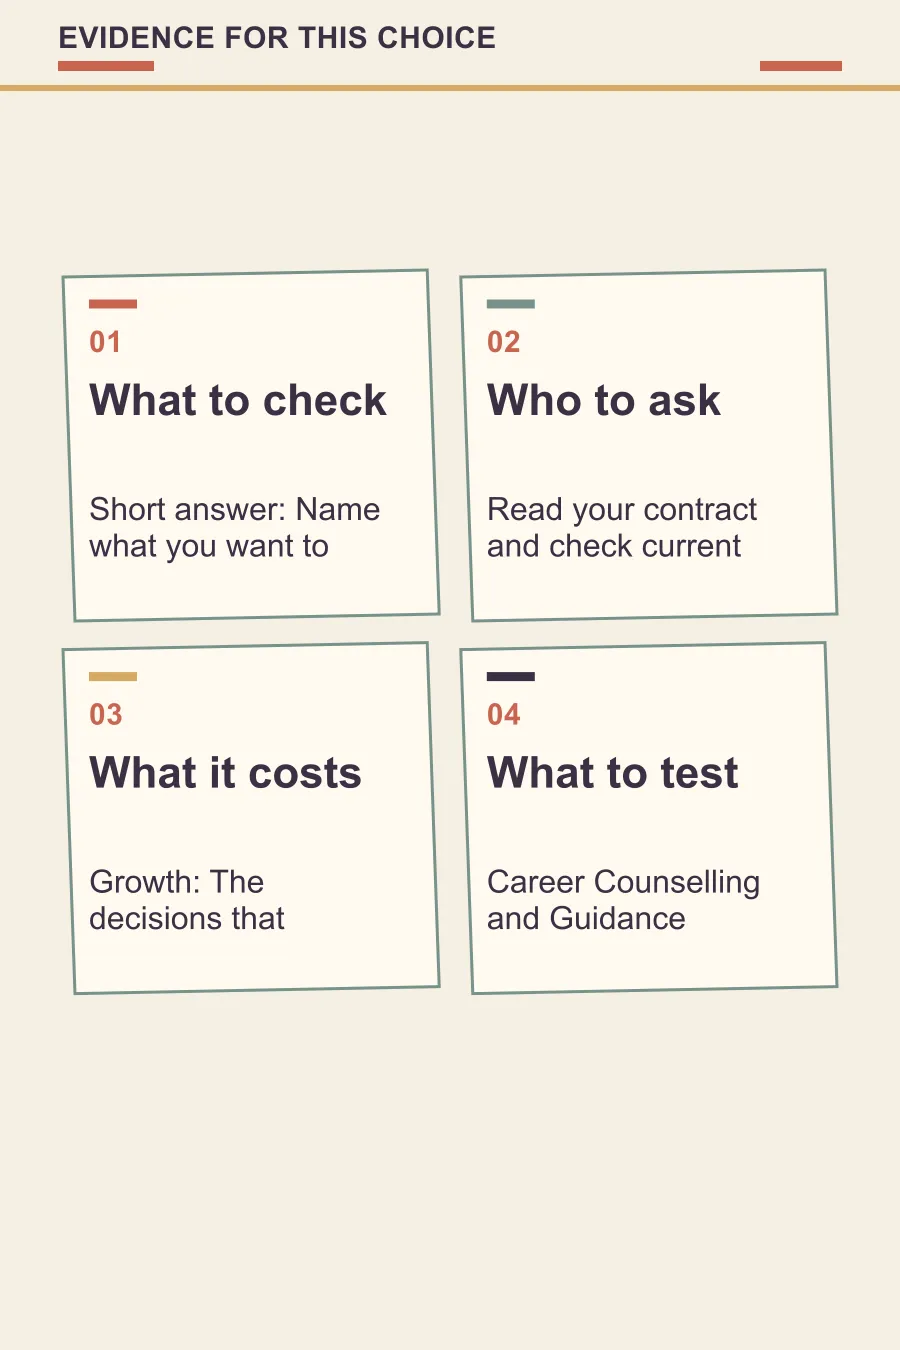 EVIDENCE FOR THIS CHOICE
01
What to check
Short answer: Name
what you want to
02
Who to ask
Read your contract
and check current
03
What it costs
Growth: The
decisions that
04
What to test
Career Counselling
and Guidance